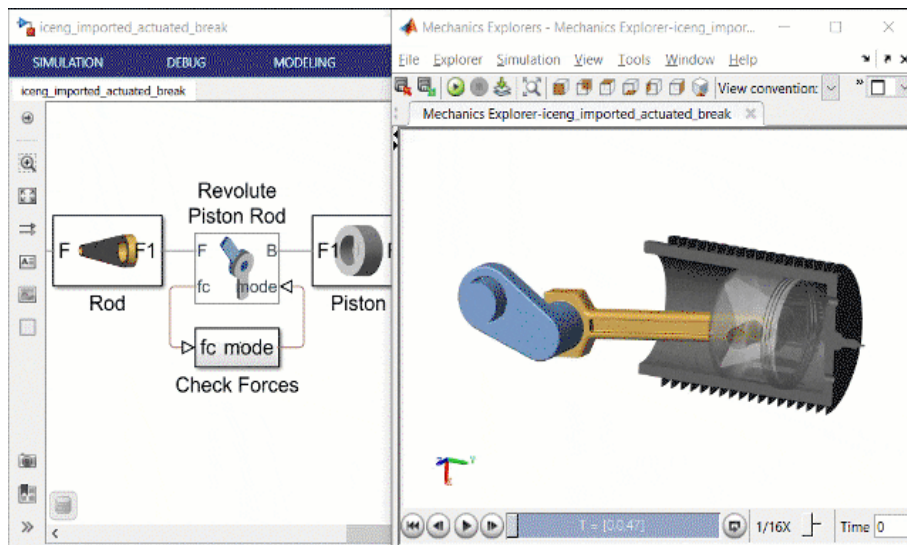 iceng_imported_actuated_break
SIMULATION DEBUG MODELING
iceng_imported_actuated_break
Revolute
Piston Rod
F F1
F B
fc mode
F1
Rod
Piston
fc mode
Check Forces
Mechanics Explorers - Mechanics Explorer-iceng_impor...
File Explorer Simulation View Tools Window Help
View convention:
Mechanics Explorer-iceng_imported_actuated_break
T = [0,0.47]
1/16X
Time 0